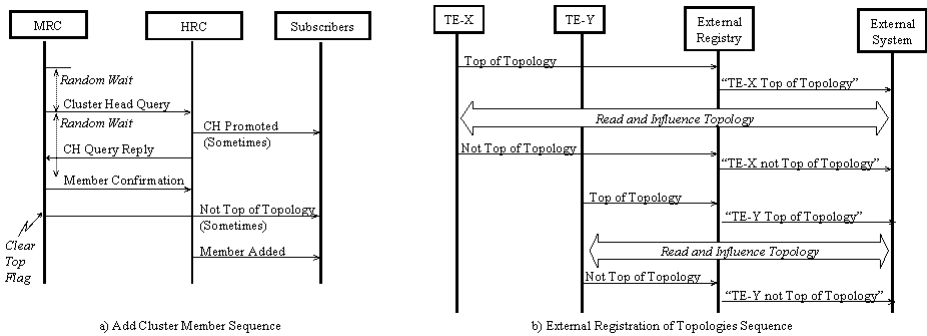 MRC
HRC
Subscribers
Random Wait
Cluster Head Query
Random Wait
CH Promoted
(Sometimes)
CH Query Reply
Member Confirmation
Not Top of Topology
(Sometimes)
Clear
Top
Flag
Member Added
a) Add Cluster Member Sequence
TE-X
TE-Y
External
Registry
External
System
Top of Topology
“TE-X Top of Topology”
Read and Influence Topology
Not Top of Topology
“TE-X not Top of Topology”
Top of Topology
“TE-Y Top of Topology”
Read and Influence Topology
Not Top of Topology
“TE-Y not Top of Topology”
b) External Registration of Topologies Sequence